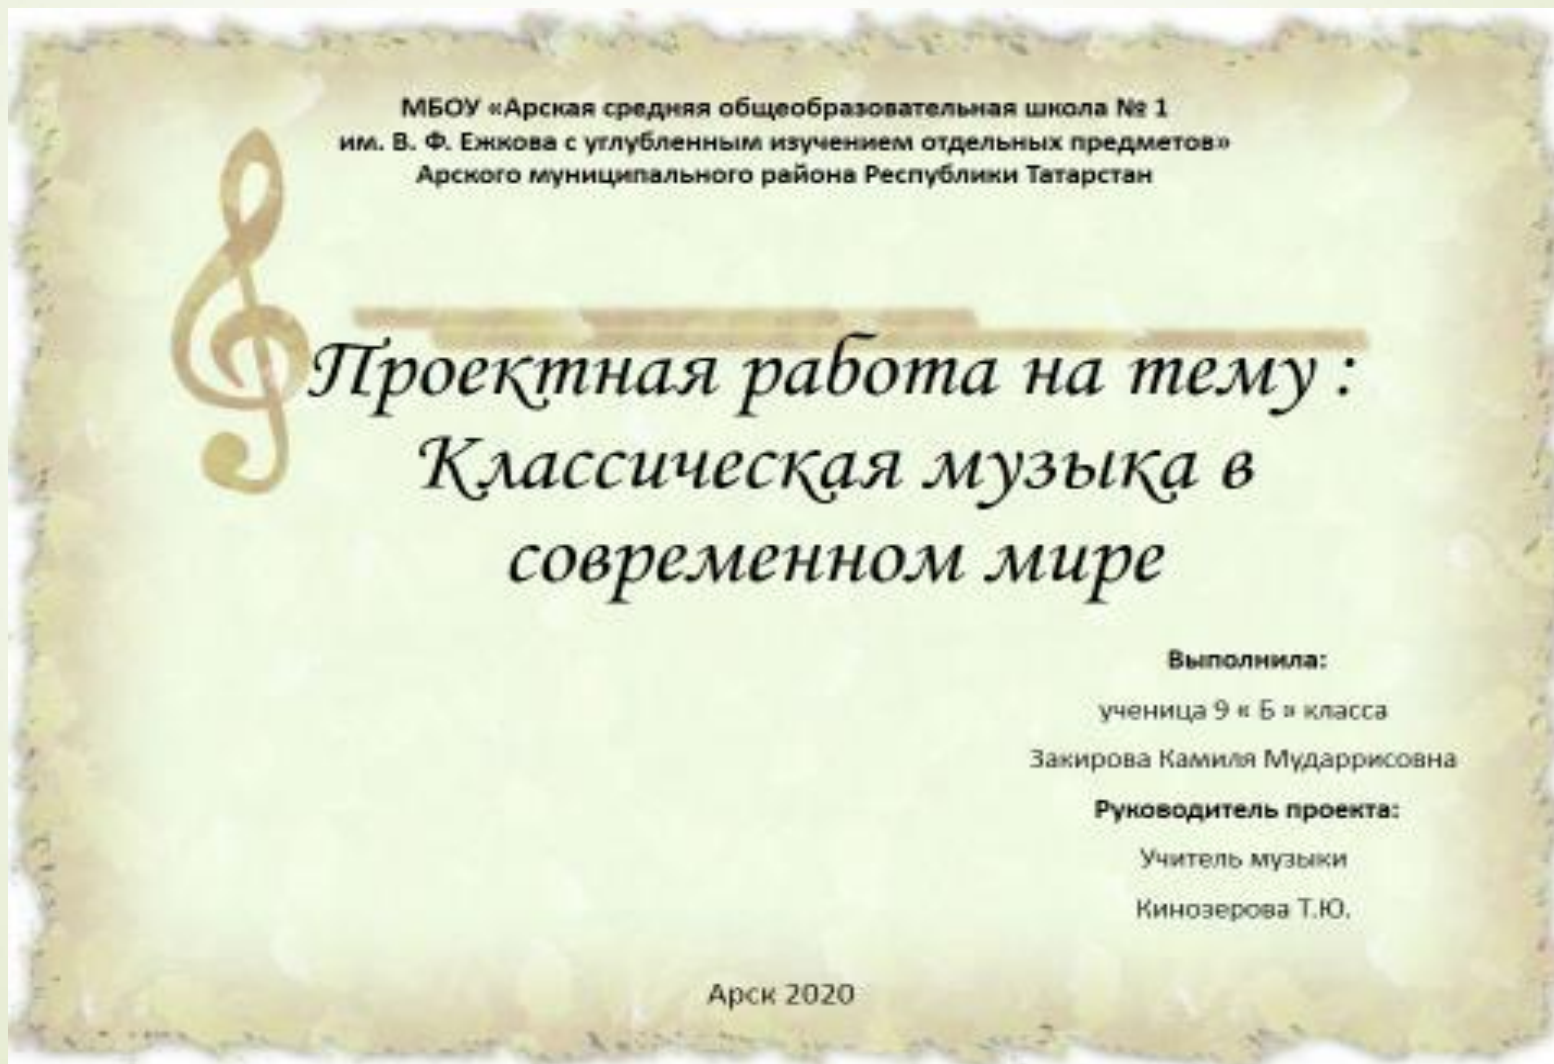 МБОУ «Арская средняя общеобразовательная школа № 1
им. В. Ф. Ежкова с углубленным изучением отдельных предметов»
Арского муниципального района Республики Татарстан
Проектная работа на тему :
Классическая музыка в
современном мире
Выполнила:
ученица 9 « Б » класса
Закирова Камиля Мударрисовна
Руководитель проекта:
Учитель музыки
Кинозерова Т.Ю.
Арск 2020